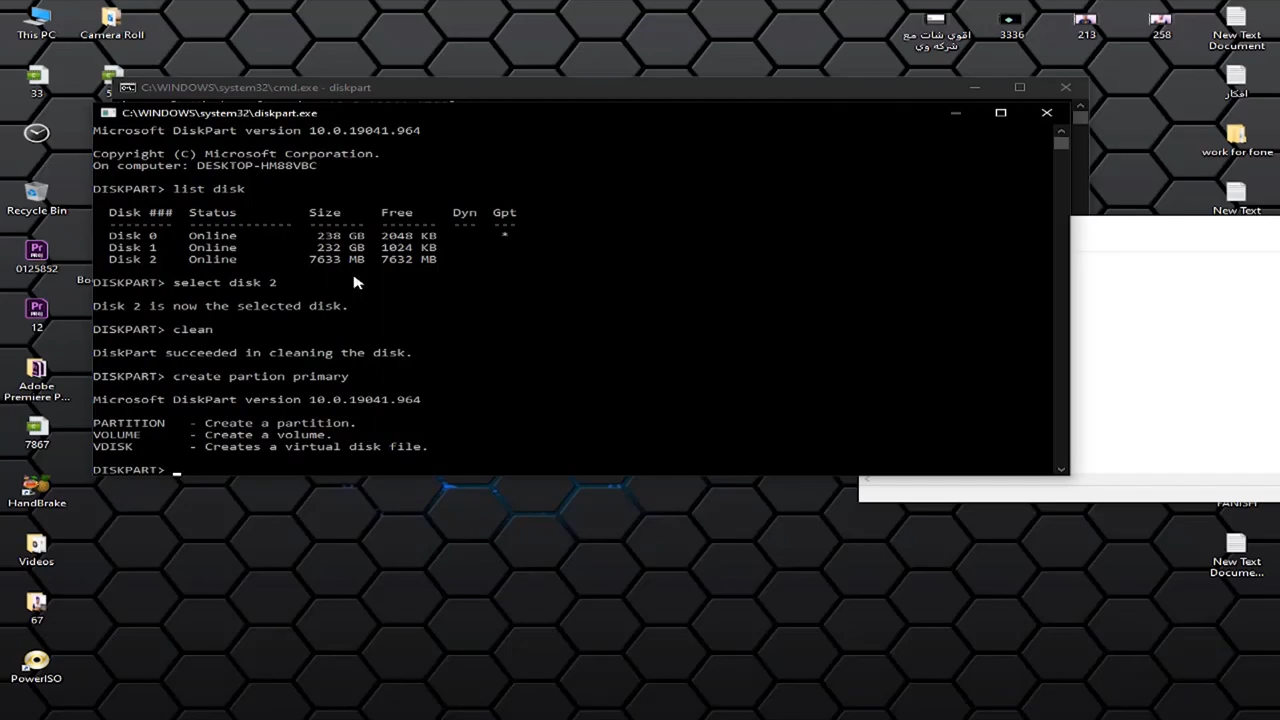 This PC
Camera Roll
اقوي شات مع
شركه وي
3336
213
258
New Text
Document
33
C:\WINDOWS\system32\cmd.exe - diskpart
افكار
C:\WINDOWS\system32\diskpart.exe
Microsoft DiskPart version 10.0.19041.964
Copyright (C) Microsoft Corporation.
On computer: DESKTOP-HM88VBC
DISKPART> list disk
Disk ### Status Size Free Dyn Gpt
-------- ------------- ------- ------- --- ---
Disk 0 Online 238 GB 2048 KB *
Disk 1 Online 232 GB 1024 KB
Disk 2 Online 7633 MB 7632 MB
DISKPART> select disk 2
Disk 2 is now the selected disk.
DISKPART> clean
DiskPart succeeded in cleaning the disk.
DISKPART> create partion primary
Microsoft DiskPart version 10.0.19041.964
PARTITION - Create a partition.
VOLUME - Create a volume.
VDISK - Creates a virtual disk file.
DISKPART>
work for fone
Recycle Bin
New Text
Pr
PROJ
0125852
Bo
Pr
PROJ
12
Adobe
Premiere P...
7867
HandBrake
Videos
New Text
Docume...
67
PowerISO